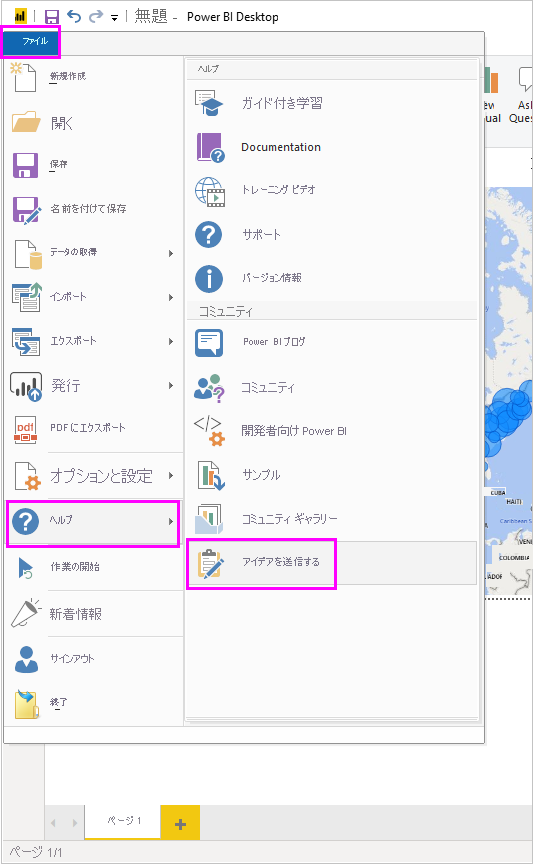 無題 - Power BI Desktop
ファイル
新規作成
開く
保存
名前を付けて保存
データの取得
インポート
エクスポート
発行
pdf
PDF にエクスポート
オプションと設定
ヘルプ
作業の開始
新着情報
サインアウト
終了
ヘルプ
ガイド付き学習
Documentation
トレーニング ビデオ
サポート
バージョン情報
コミュニティ
Power BI ブログ
コミュニティ
開発者向け Power BI
サンプル
コミュニティ ギャラリー
アイデアを送信する
ew
ual
Ask
Ques
CUBA
HAITI
Caribbean S
VENE
COLOMBIA
ADOR
ページ 1
+
ページ 1/1